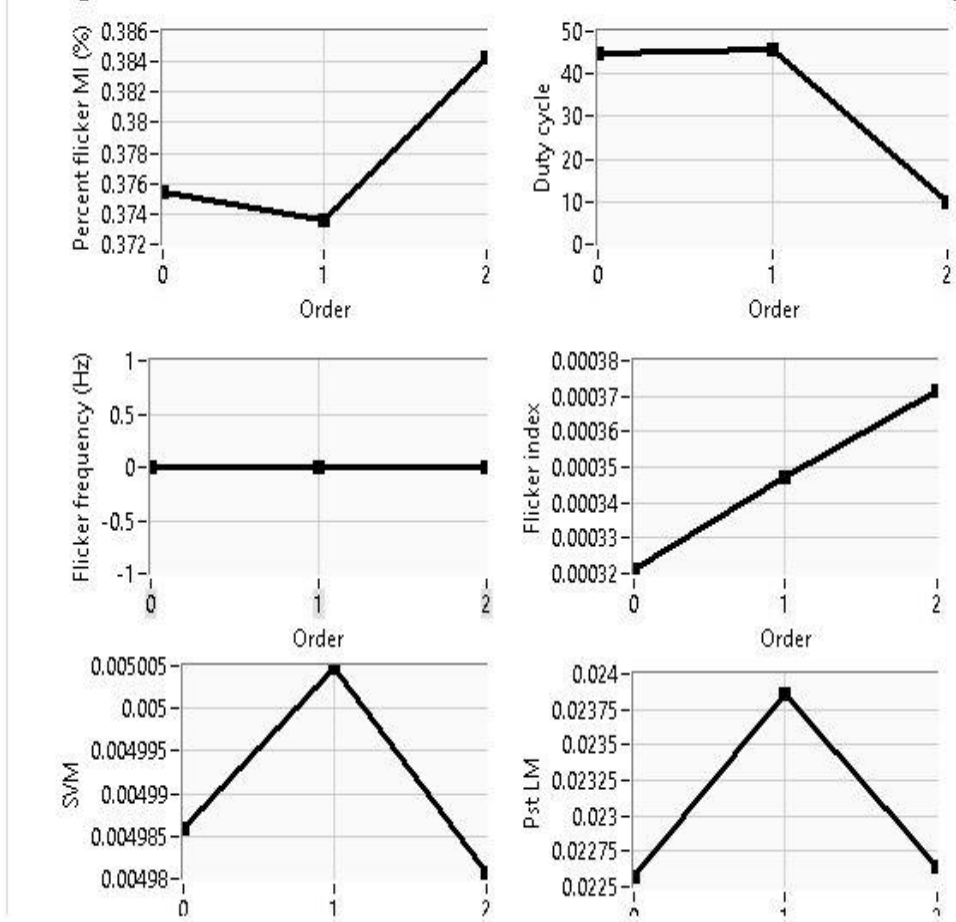 Percent flicker MI (%)
0.386
0.384
0.382
0.38
0.378
0.376
0.374
0.372
0 1 2
Order
Duty cycle
50
40
30
20
10
0
0 1 2
Order
Flicker frequency (Hz)
1
0.5
0
-0.5
-1
0 1 2
Order
Flicker index
0.00038
0.00037
0.00036
0.00035
0.00034
0.00033
0.00032
0 1 2
Order
SVM
0.005005
0.005
0.004995
0.00499
0.004985
0.00498
0 1 2
Pst LM
0.024
0.02375
0.0235
0.02325
0.023
0.02275
0.0225